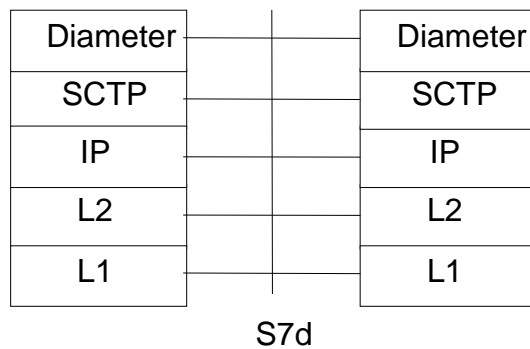 Diameter Diameter
SCTP SCTP
IP IP
L2 L2
L1 L1
S7d